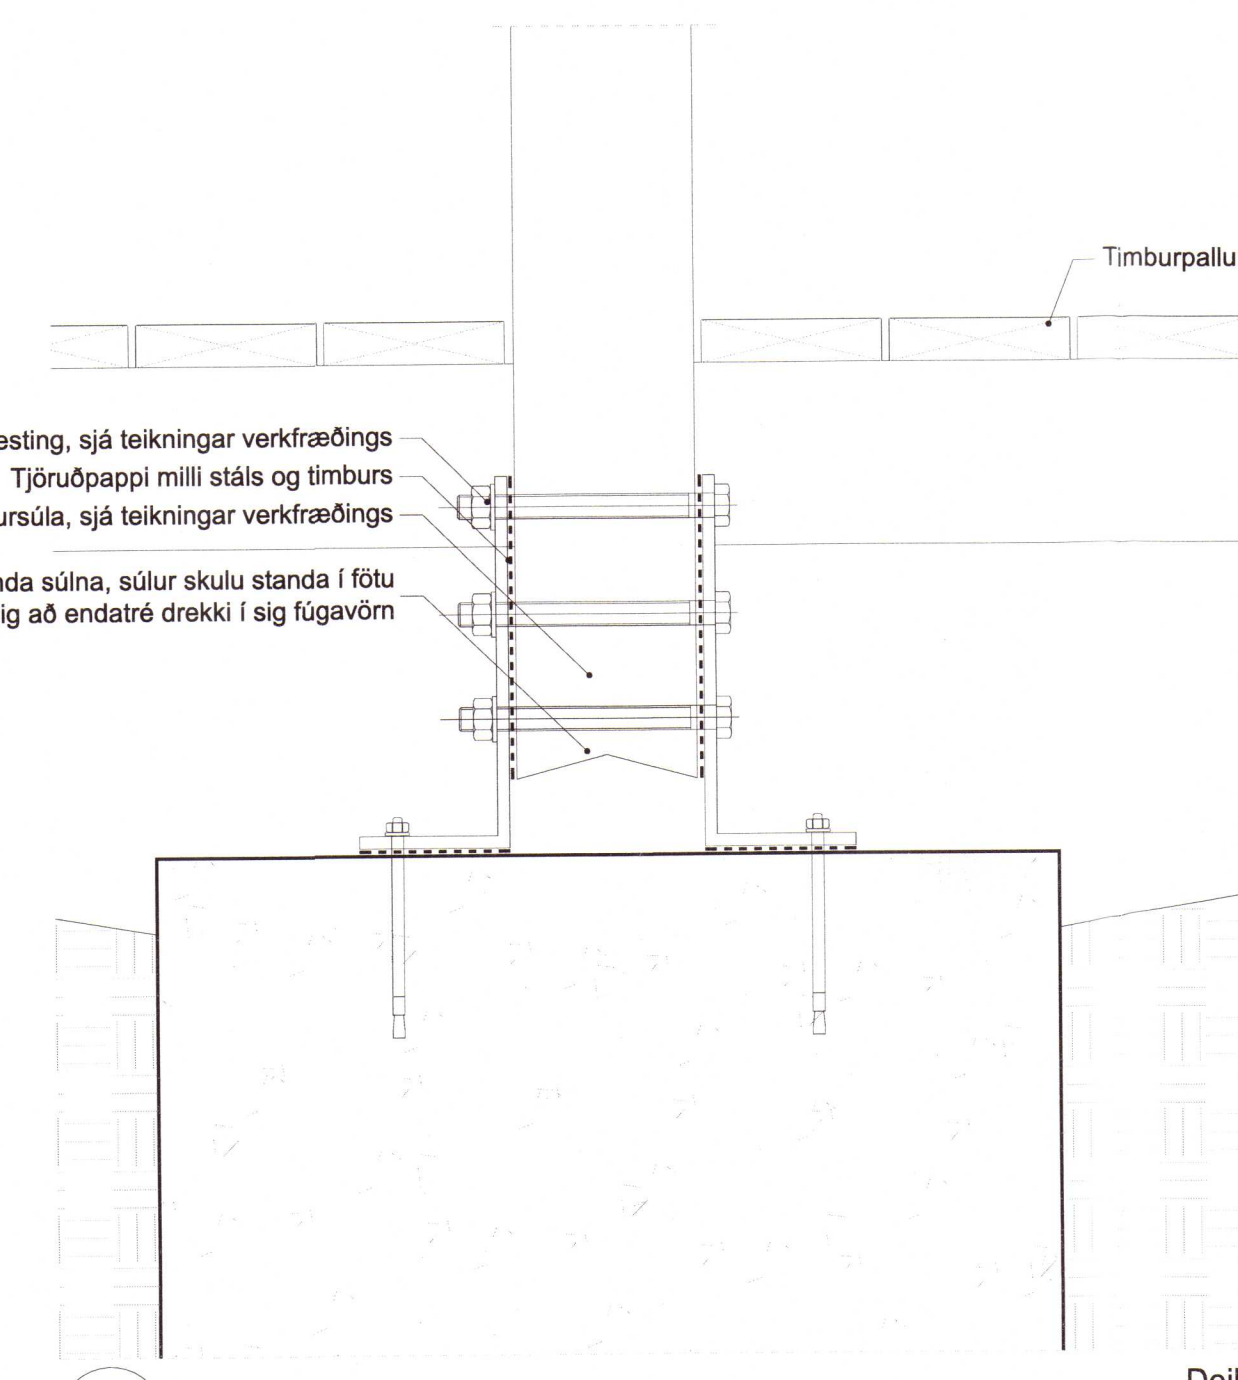 Timburpallu
esting, sjá teikningar verkfræðings
Tjöruðpappi milli stáls og timburs
ursúla, sjá teikningar verkfræðings
nda súlna, súlur skulu standa í fötu
ig að endatré drekki í sig fúgavörn